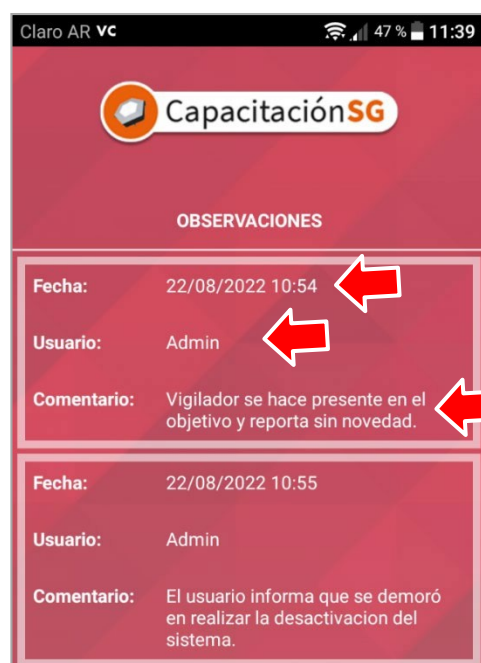 Claro AR VC 47 % 11:39
CapacitaciónSG
OBSERVACIONES
Fecha: 22/08/2022 10:54
Usuario: Admin
Comentario: Vigilador se hace presente en el
objetivo y reporta sin novedad.
Fecha: 22/08/2022 10:55
Usuario: Admin
Comentario: El usuario informa que se demoró
en realizar la desactivacion del
sistema.